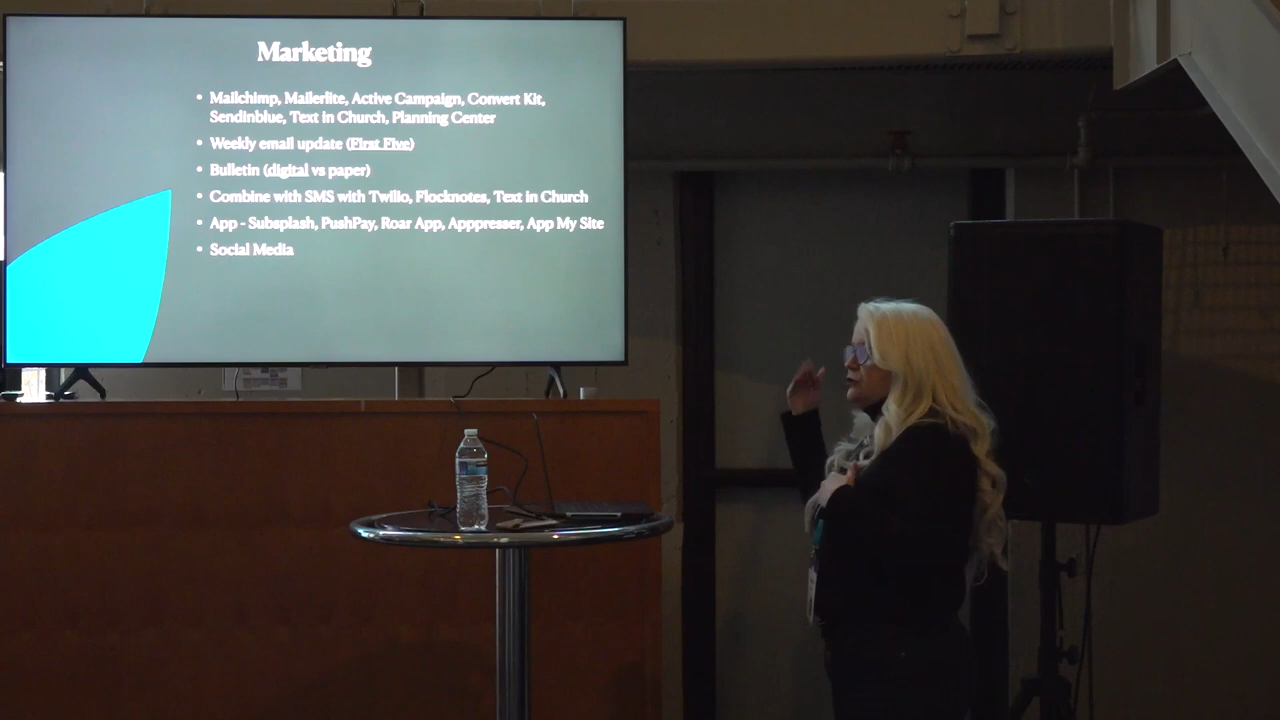 Marketing
• Mailchimp, Mailerlite, Active Campaign, Convert Kit,
Sendinblue, Text in Church, Planning Center
• Weekly email update (First Five)
• Bulletin (digital vs paper)
• Combine with SMS with Twilio, Flocknotes, Text in Church
• App - Subsplash, PushPay, Roar App, Apppresser, App My Site
• Social Media